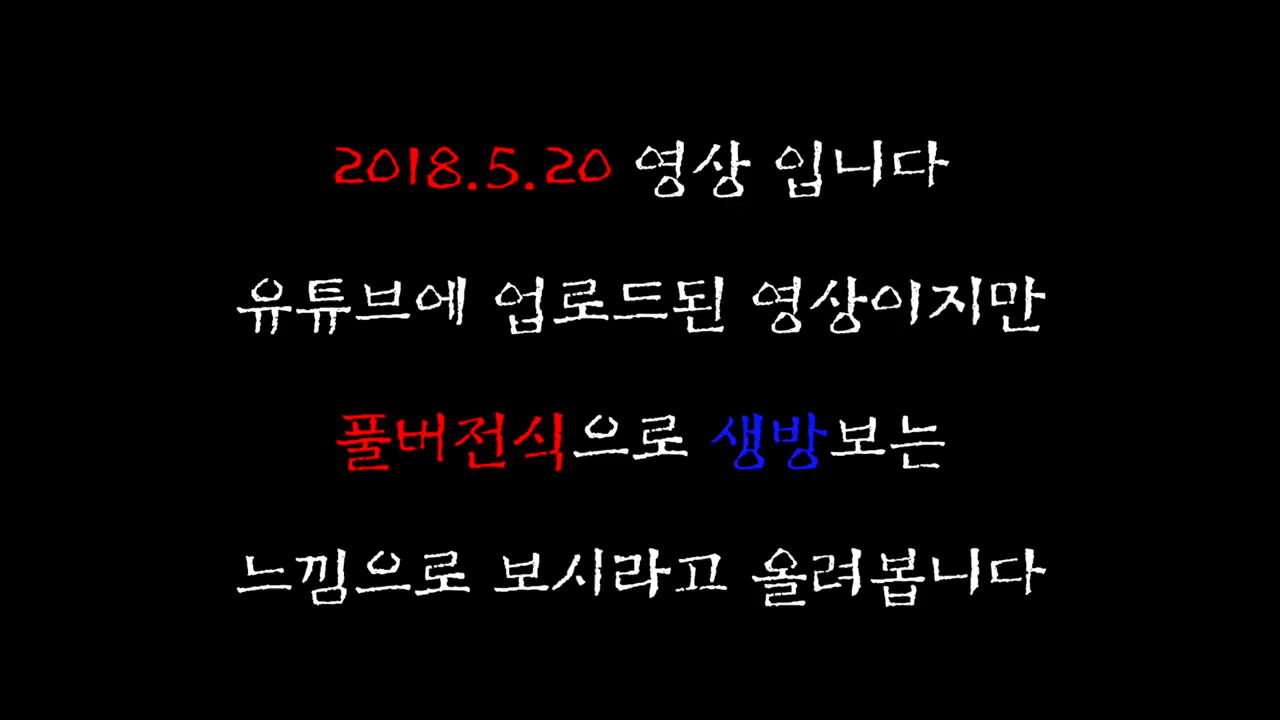 2018.5.20 영상 입니다
유튜브에 업로드된 영상이지만
풀버전식으로 생방보는
느낌으로 보시라고 올려봅니다